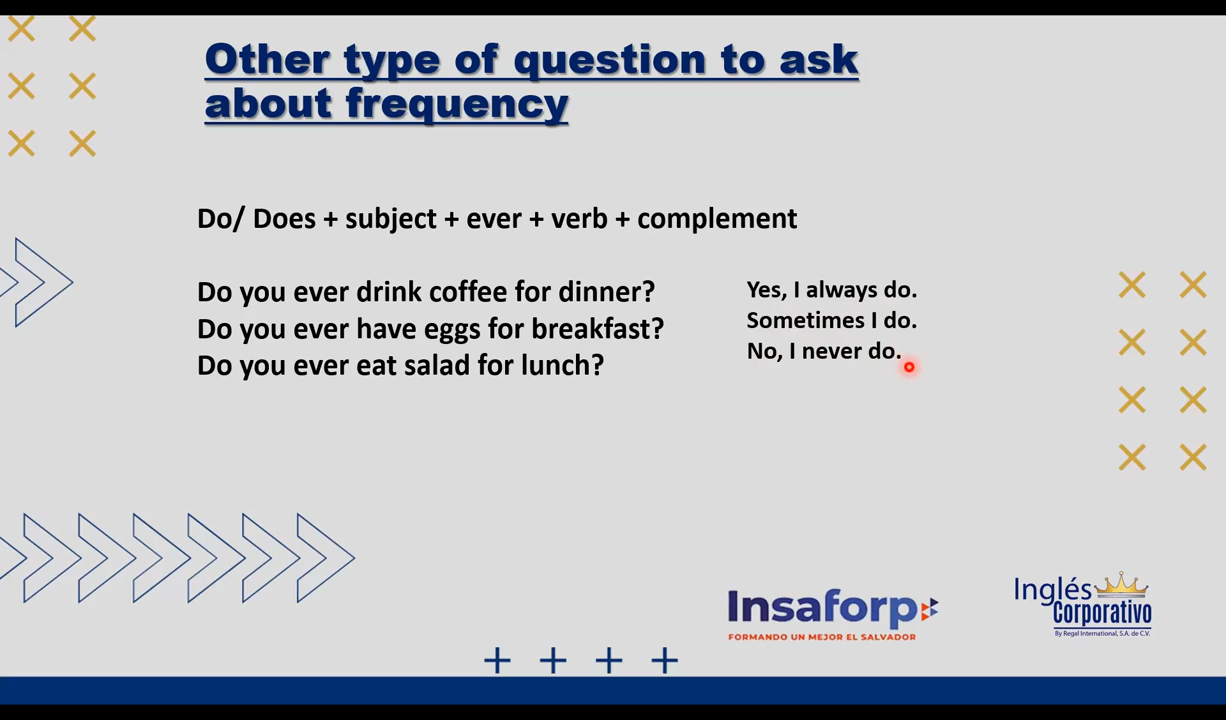 Other type of question to ask
about frequency
Do/ Does + subject + ever + verb + complement
Do you ever drink coffee for dinner?
Do you ever have eggs for breakfast?
Do you ever eat salad for lunch?
Yes, I always do.
Sometimes I do.
No, I never do.
Insaforp
FORMANDO UN MEJOR EL SALVADOR
Inglés
Corporativo
By Regal International, S.A. de C.V.